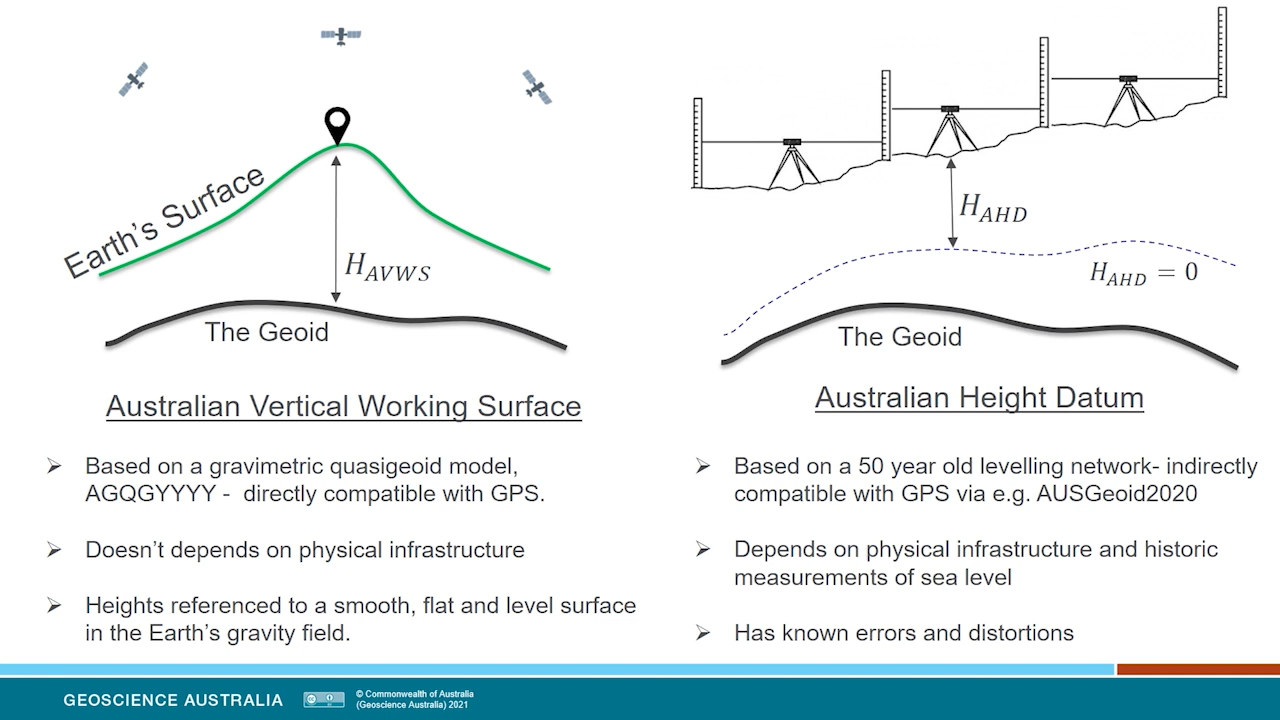 Earth's Surface
H_AVWS
The Geoid
Australian Vertical Working Surface
➢ Based on a gravimetric quasigeoid model,
AGQGYYYY - directly compatible with GPS.
➢ Doesn't depends on physical infrastructure
➢ Heights referenced to a smooth, flat and level surface
in the Earth's gravity field.
H_AHD
H_AHD = 0
The Geoid
Australian Height Datum
➢ Based on a 50 year old levelling network- indirectly
compatible with GPS via e.g. AUSGeoid2020
➢ Depends on physical infrastructure and historic
measurements of sea level
➢ Has known errors and distortions
GEOSCIENCE AUSTRALIA
© Commonwealth of Australia
(Geoscience Australia) 2021